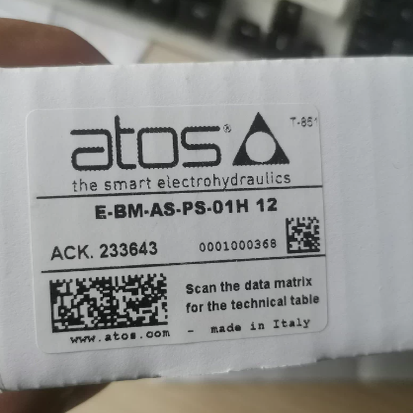 atos®
T-851
the smart electrohydraulics
E-BM-AS-PS-01H 12
ACK. 233643 0001000368
Scan the data matrix
for the technical table
www.atos.com - made in Italy